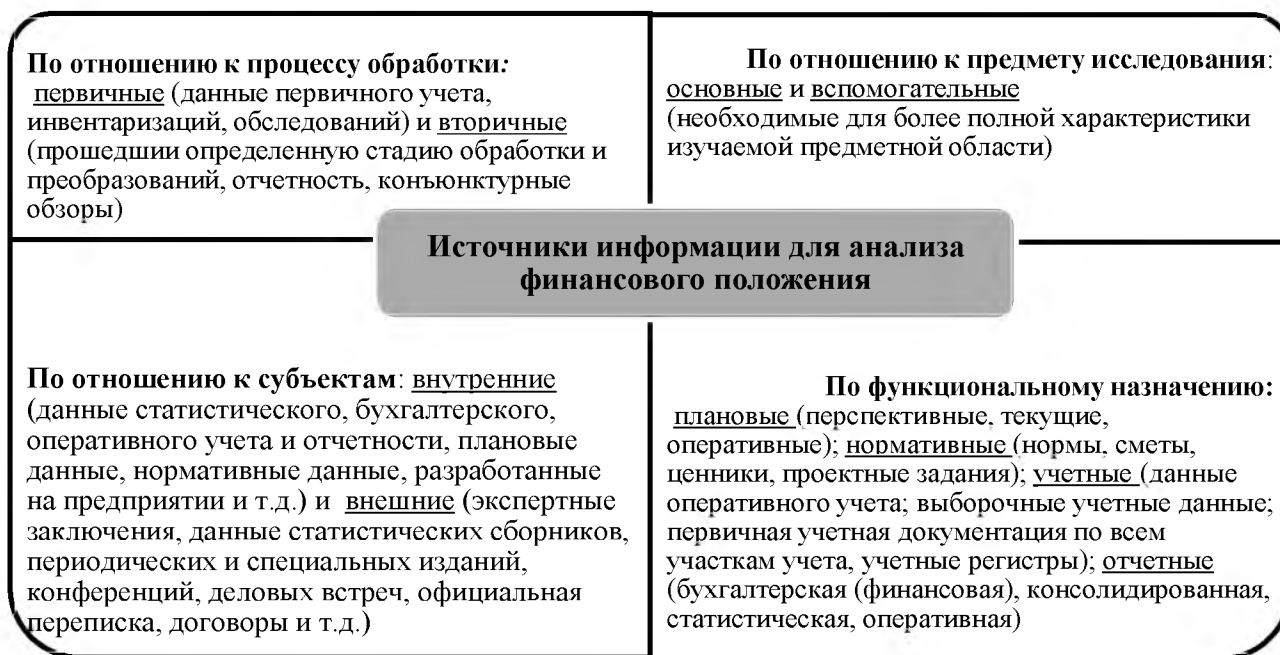 По отношению к процессу обработки:
первичные (данные первичного учета,
инвентаризаций, обследований) и вторичные
(прошедшии определенную стадию обработки и
преобразований, отчетность, конъюнктурные
обзоры)
По отношению к предмету исследования:
основные и вспомогательные
(необходимые для более полной характеристики
изучаемой предметной области)
Источники информации для анализа
финансового положения
По отношению к субъектам: внутренние
(данные статистического, бухгалтерского,
оперативного учета и отчетности, плановые
данные, нормативные данные, разработанные
на предприятии и т.д.) и внешние (экспертные
заключения, данные статистических сборников,
периодических и специальных изданий,
конференций, деловых встреч, официальная
переписка, договоры и т.д.)
По функциональному назначению:
плановые (перспективные, текущие,
оперативные); нормативные (нормы, сметы,
ценники, проектные задания); учетные (данные
оперативного учета; выборочные учетные данные;
первичная учетная документация по всем
участкам учета, учетные регистры); отчетные
(бухгалтерская (финансовая), консолидированная,
статистическая, оперативная)